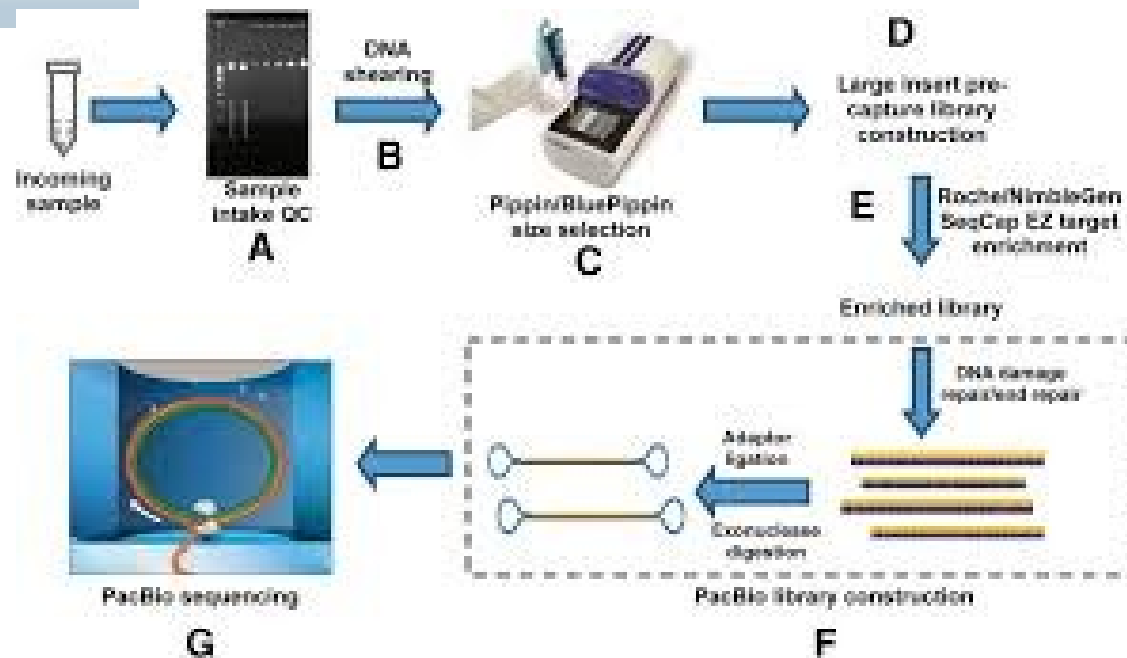 Incoming
sample
Sample
intake QC
A
DNA
shearing
B
Pippin/BluePippin
size selection
C
D
Large insert pre-
capture library
construction
E
Roche/NimbleGen
SeqCap EZ target
enrichment
Enriched library
DNA damage
repair/end repair
Adaptor
ligation
Exonuclease
digestion
PacBio library construction
F
PacBio sequencing
G